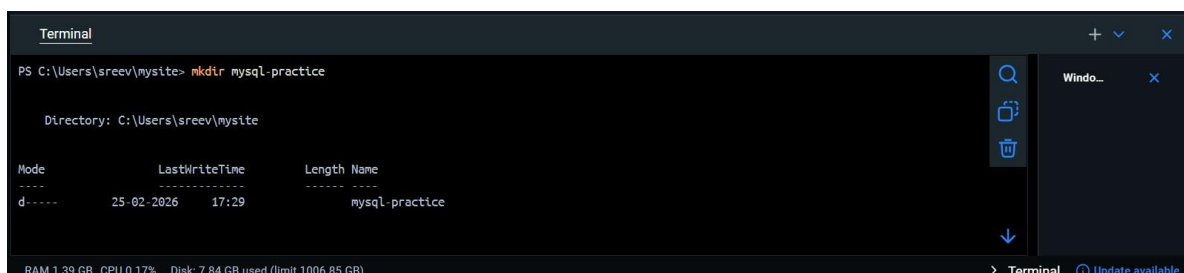 Terminal
PS C:\Users\sreev\mysite> mkdir mysql-practice
Windo...
Directory: C:\Users\sreev\mysite
Mode LastWriteTime Length Name
---- ------------- ------ ----
d----- 25-02-2026 17:29 mysql-practice
RAM 1.39 GB CPU 0.17% Disk: 7.84 GB used (limit 1006.85 GB) > Terminal Update available